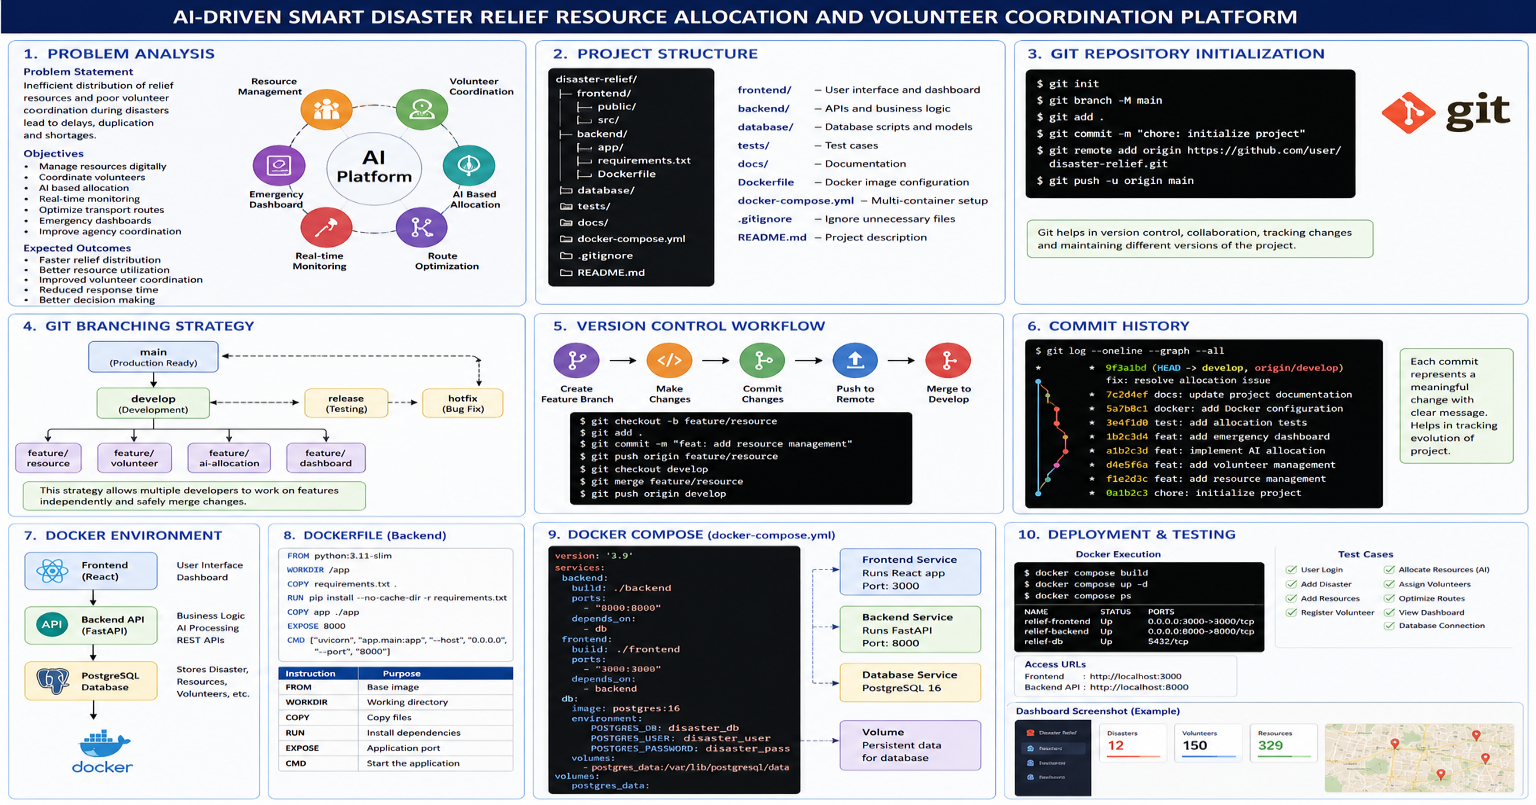 AI-DRIVEN SMART DISASTER RELIEF RESOURCE ALLOCATION AND VOLUNTEER COORDINATION PLATFORM
1. PROBLEM ANALYSIS
Problem Statement
Inefficient distribution of relief
resources and poor volunteer
coordination during disasters
lead to delays, duplication
and shortages.
Objectives
• Manage resources digitally
• Coordinate volunteers
• AI based allocation
• Real-time monitoring
• Optimize transport routes
• Emergency dashboards
• Improve agency coordination
Expected Outcomes
• Faster relief distribution
• Better resource utilization
• Improved volunteer coordination
• Reduced response time
• Better decision making
Resource
Management
Volunteer
Coordination
AI
Platform
Emergency
Dashboard
AI Based
Allocation
Real-time
Monitoring
Route
Optimization
2. PROJECT STRUCTURE
disaster-relief/
frontend/
public/
src/
backend/
app/
requirements.txt
Dockerfile
database/
tests/
docs/
docker-compose.yml
.gitignore
README.md
frontend/ – User interface and dashboard
backend/ – APIs and business logic
database/ – Database scripts and models
tests/ – Test cases
docs/ – Documentation
Dockerfile – Docker image configuration
docker-compose.yml – Multi-container setup
.gitignore – Ignore unnecessary files
README.md – Project description
3. GIT REPOSITORY INITIALIZATION
$ git init
$ git branch -M main
$ git add .
$ git commit -m "chore: initialize project"
$ git remote add origin https://github.com/user/
disaster-relief.git
$ git push -u origin main
git
Git helps in version control, collaboration, tracking changes
and maintaining different versions of the project.
4. GIT BRANCHING STRATEGY
main
(Production Ready)
develop
(Development)
release
(Testing)
hotfix
(Bug Fix)
feature/
resource
feature/
volunteer
feature/
ai-allocation
feature/
dashboard
This strategy allows multiple developers to work on features
independently and safely merge changes.
5. VERSION CONTROL WORKFLOW
Create
Feature Branch
Make
Changes
Commit
Changes
Push to
Remote
Merge to
Develop
$ git checkout -b feature/resource
$ git add .
$ git commit -m "feat: add resource management"
$ git push origin feature/resource
$ git checkout develop
$ git merge feature/resource
$ git push origin develop
6. COMMIT HISTORY
$ git log --oneline --graph --all
* * 9f3a1bd (HEAD -> develop, origin/develop)
fix: resolve allocation issue
* 7c2d4ef docs: update project documentation
* 5a7b8c1 docker: add Docker configuration
* 3e4f1d0 test: add allocation tests
* 1b2c3d4 feat: add emergency dashboard
* a1b2c3d feat: implement AI allocation
* d4e5f6a feat: add volunteer management
* f1e2d3c feat: add resource management
* 0a1b2c3 chore: initialize project
Each commit
represents a
meaningful
change with
clear message.
Helps in tracking
evolution of
project.
7. DOCKER ENVIRONMENT
Frontend
(React)
User Interface
Dashboard
API
Backend API
(FastAPI)
Business Logic
AI Processing
REST APIs
PostgreSQL
Database
Stores Disaster,
Resources,
Volunteers, etc.
docker
8. DOCKERFILE (Backend)
FROM python:3.11-slim
WORKDIR /app
COPY requirements.txt .
RUN pip install --no-cache-dir -r requirements.txt
COPY app ./app
EXPOSE 8000
CMD ["uvicorn", "app.main:app", "--host", "0.0.0.0",
"--port", "8000"]
Instruction Purpose
FROM Base image
WORKDIR Working directory
COPY Copy files
RUN Install dependencies
EXPOSE Application port
CMD Start the application
9. DOCKER COMPOSE (docker-compose.yml)
version: '3.9'
services:
backend:
build: ./backend
ports:
- "8000:8000"
depends_on:
- db
frontend:
build: ./frontend
ports:
- "3000:3000"
depends_on:
- backend
db:
image: postgres:16
environment:
POSTGRES_DB: disaster_db
POSTGRES_USER: disaster_user
POSTGRES_PASSWORD: disaster_pass
volumes:
- postgres_data:/var/lib/postgresql/data
volumes:
postgres_data:
Frontend Service
Runs React app
Port: 3000
Backend Service
Runs FastAPI
Port: 8000
Database Service
PostgreSQL 16
Volume
Persistent data
for database
10. DEPLOYMENT & TESTING
Docker Execution
$ docker compose build
$ docker compose up -d
$ docker compose ps
NAME STATUS PORTS
relief-frontend Up 0.0.0.0:3000->3000/tcp
relief-backend Up 0.0.0.0:8000->8000/tcp
relief-db Up 5432/tcp
Test Cases
User Login
Add Disaster
Add Resources
Register Volunteer
Allocate Resources (AI)
Assign Volunteers
Optimize Routes
View Dashboard
Database Connection
Access URLs
Frontend : http://localhost:3000
Backend API : http://localhost:8000
Dashboard Screenshot (Example)
Disaster Relief
Disasters
12
Volunteers
150
Resources
329